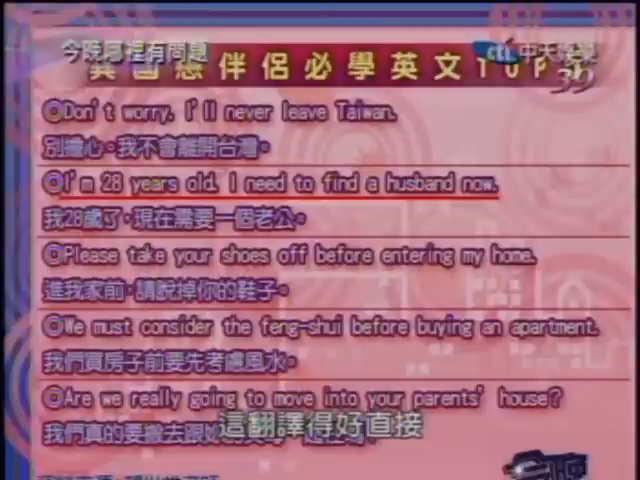 今晚哪裡有問題
cti 中天綜合
39
異國戀伴侶必學英文TOP
◎Don't worry. I'll never leave Taiwan.
別擔心。我不會離開台灣。
◎I'm 28 years old. I need to find a husband now.
我28歲了,現在需要一個老公。
◎Please take your shoes off before entering my home.
進我家前,請脫掉你的鞋子。
◎We must consider the feng-shui before buying an apartment.
我們買房子前要先考慮風水。
◎Are we really going to move into your parents' house?
我們真的要搬去跟
這翻譯得好直接